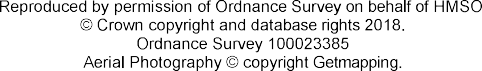 Reproduced by permission of Ordnance Survey on behalf of HMSO
© Crown copyright and database rights 2018.
Ordnance Survey 100023385
Aerial Photography © copyright Getmapping.